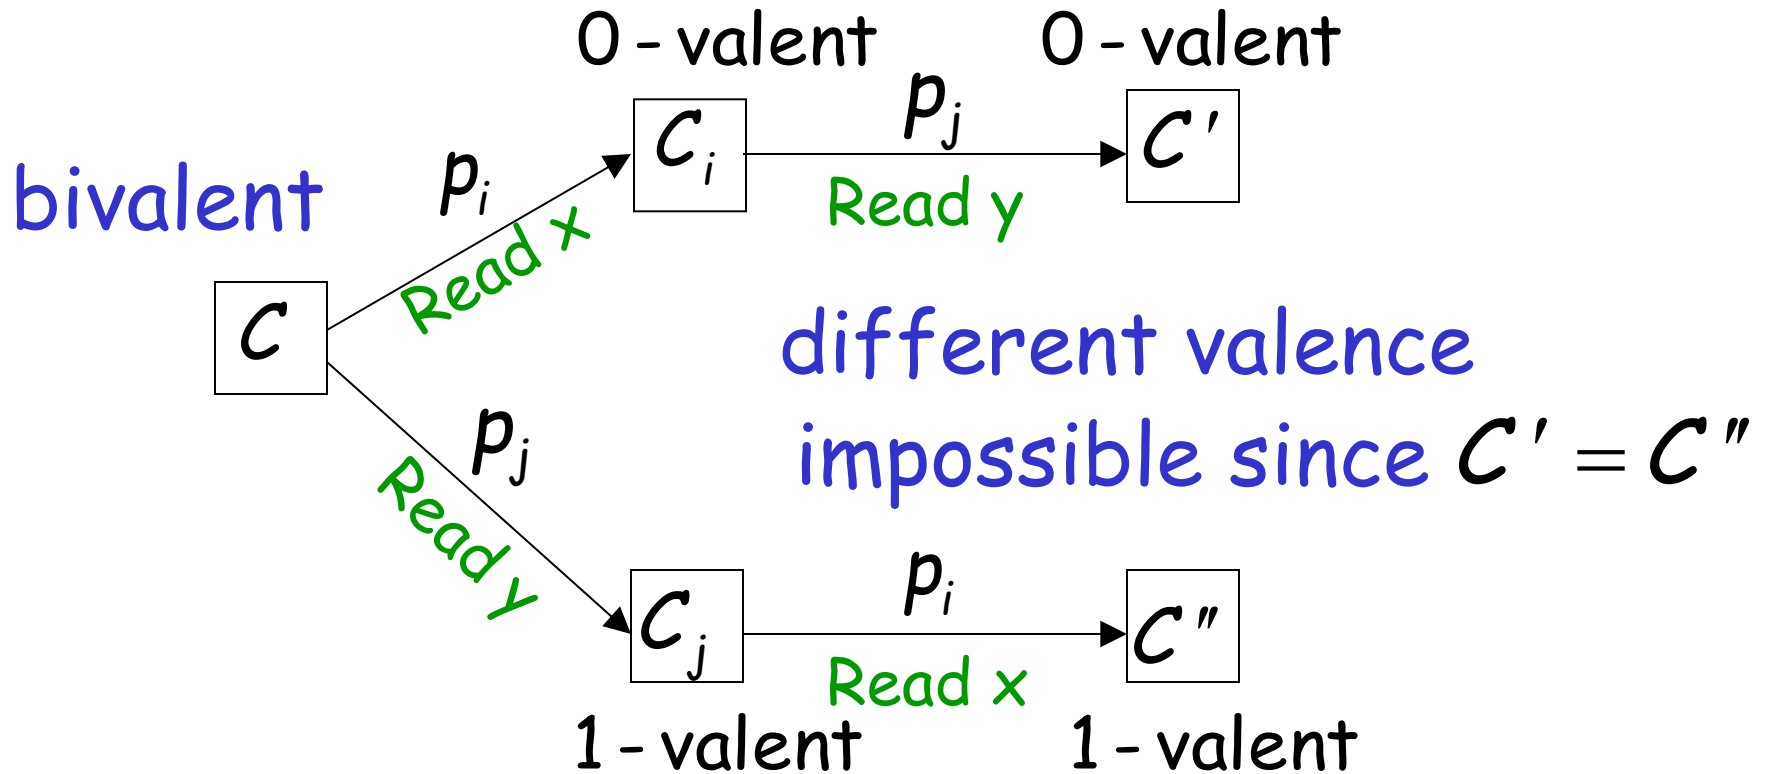 0 - valent
0 - valent
p_j
C_i
C'
p_i
bivalent
Read x
Read y
C
different valence
impossible since C' = C"
p_j
Read y
p_i
C_j
C"
Read x
1 - valent
1 - valent